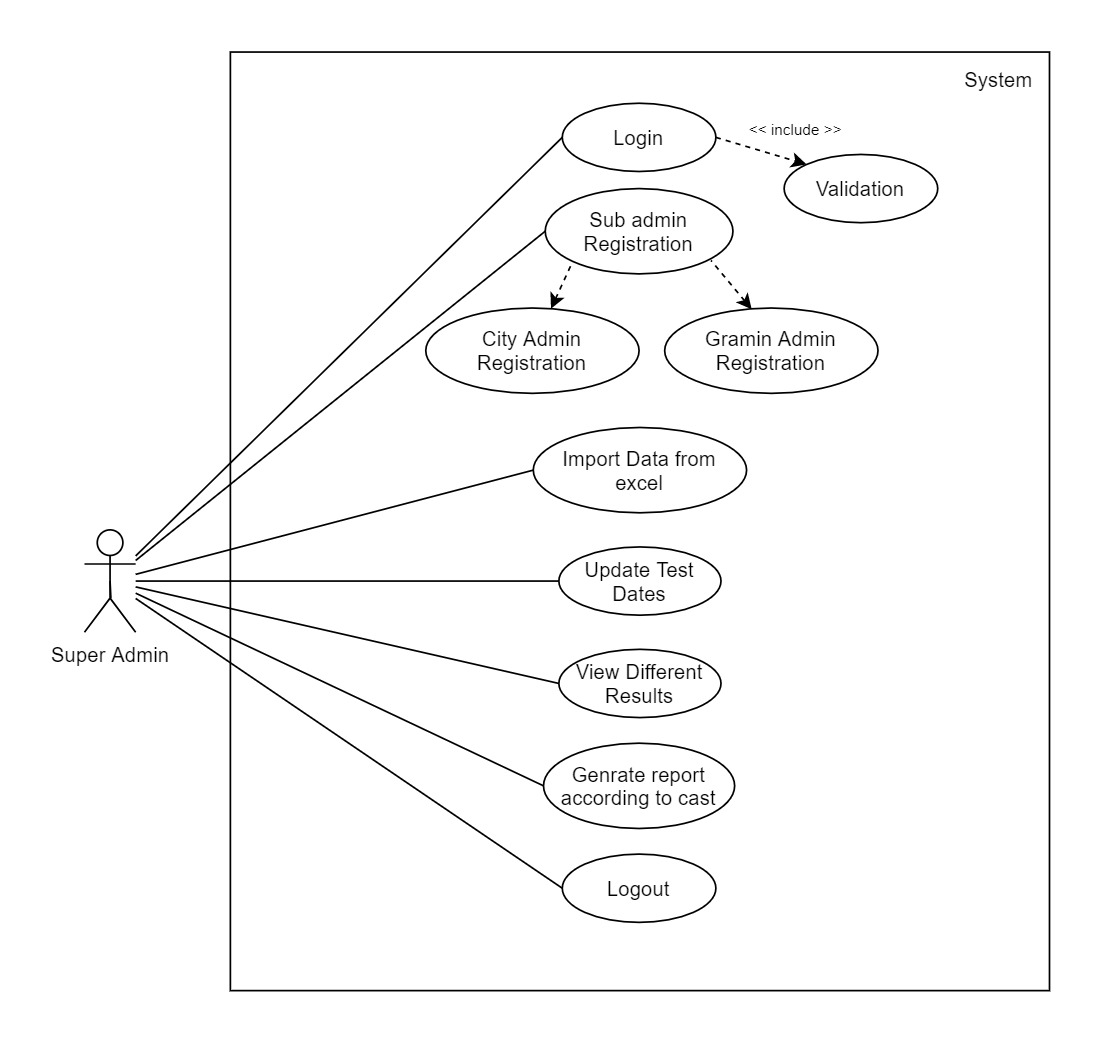 System
Login
<< include >>
Validation
Sub admin
Registration
City Admin
Registration
Gramin Admin
Registration
Import Data from
excel
Update Test
Dates
Super Admin
View Different
Results
Genrate report
according to cast
Logout